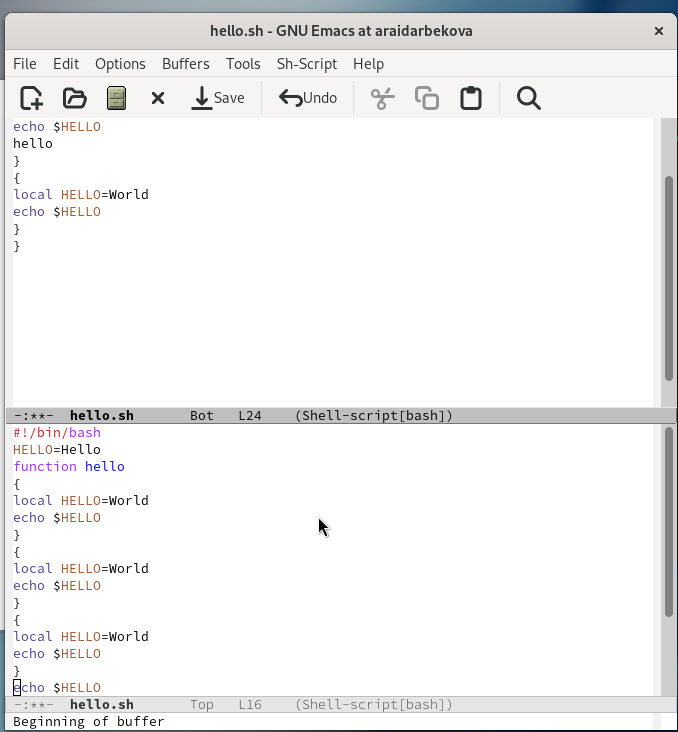 hello.sh - GNU Emacs at araidarbekova ×
File Edit Options Buffers Tools Sh-Script Help
Save Undo
echo $HELLO
hello
}
{
local HELLO=World
echo $HELLO
}
}
-:**- hello.sh Bot L24 (Shell-script[bash])
#!/bin/bash
HELLO=Hello
function hello
{
local HELLO=World
echo $HELLO
}
{
local HELLO=World
echo $HELLO
}
{
local HELLO=World
echo $HELLO
}
echo $HELLO
-:**- hello.sh Top L16 (Shell-script[bash])
Beginning of buffer